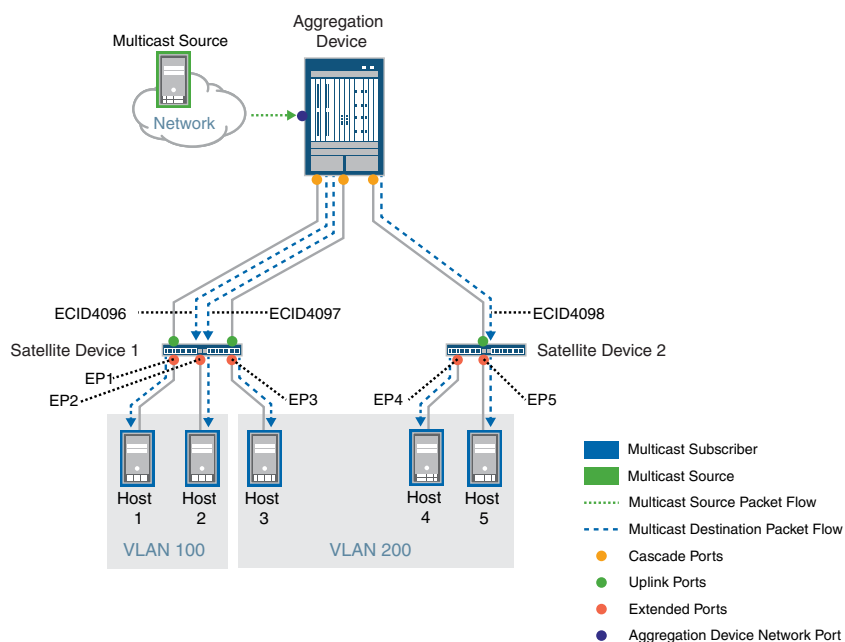 Aggregation
Device
Multicast Source
Network
ECID4096
ECID4097
ECID4098
Satellite Device 1
Satellite Device 2
EP1
EP2
EP3
EP4
EP5
Host
1
Host
2
Host
3
Host
4
Host
5
VLAN 100
VLAN 200
Multicast Subscriber
Multicast Source
Multicast Source Packet Flow
Multicast Destination Packet Flow
Cascade Ports
Uplink Ports
Extended Ports
Aggregation Device Network Port